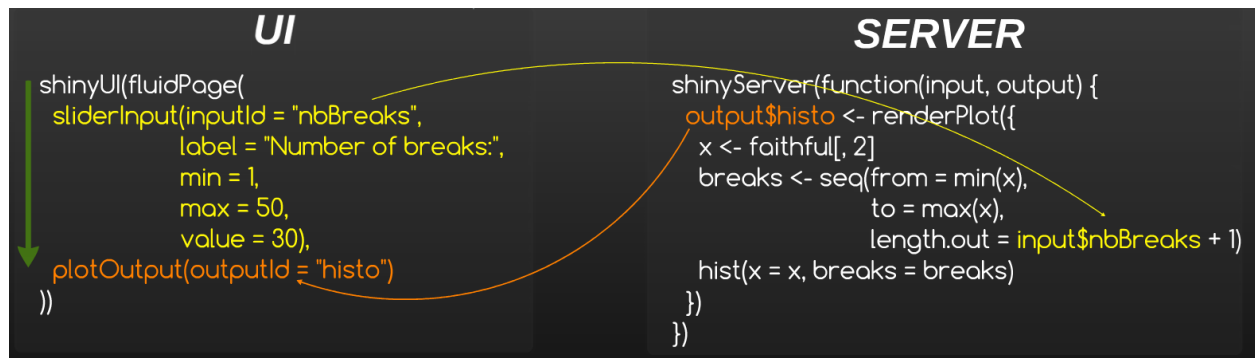 UI
shinyUI(fluidPage(
sliderInput(inputId = "nbBreaks",
label = "Number of breaks:",
min = 1,
max = 50,
value = 30),
plotOutput(outputId = "histo")
))
SERVER
shinyServer(function(input, output) {
output$histo <- renderPlot({
x <- faithful[, 2]
breaks <- seq(from = min(x),
to = max(x),
length.out = input$nbBreaks + 1)
hist(x = x, breaks = breaks)
})
})